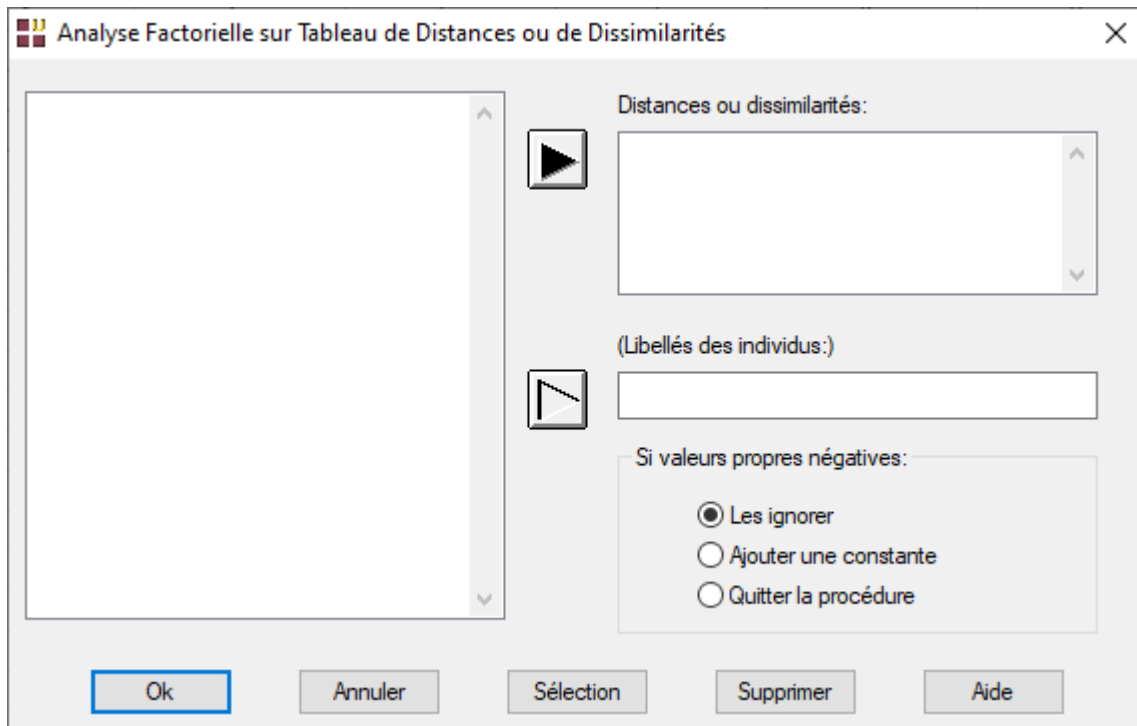 Analyse Factorielle sur Tableau de Distances ou de Dissimilarités
Distances ou dissimilarités:
(Libellés des individus:)
Si valeurs propres négatives:
Les ignorer
Ajouter une constante
Quitter la procédure
Ok
Annuler
Sélection
Supprimer
Aide